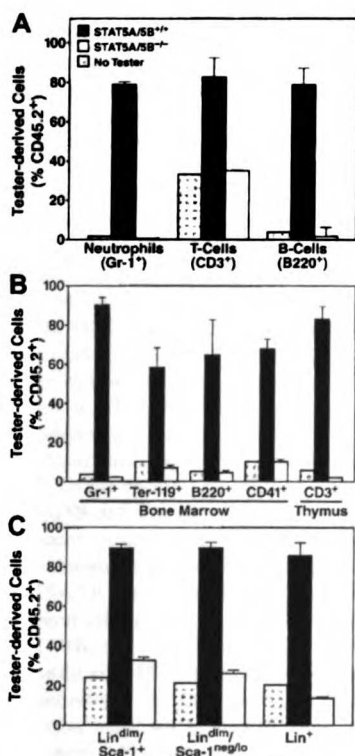 A
STAT5A/5B+/+
STAT5A/5B−/−
No Tester
Tester-derived Cells
(% CD45.2+)
100
80
60
40
20
0
Neutrophils
(Gr-1+)
T-Cells
(CD3+)
B-Cells
(B220+)
B
Tester-derived Cells
(% CD45.2+)
100
80
60
40
20
0
Gr-1+ Ter-119+ B220+ CD41+ CD3+
Bone Marrow Thymus
C
Tester-derived Cells
(% CD45.2+)
100
80
60
40
20
0
Lindim/
Sca-1+
Lindim/
Sca-1neg/lo
Lin+